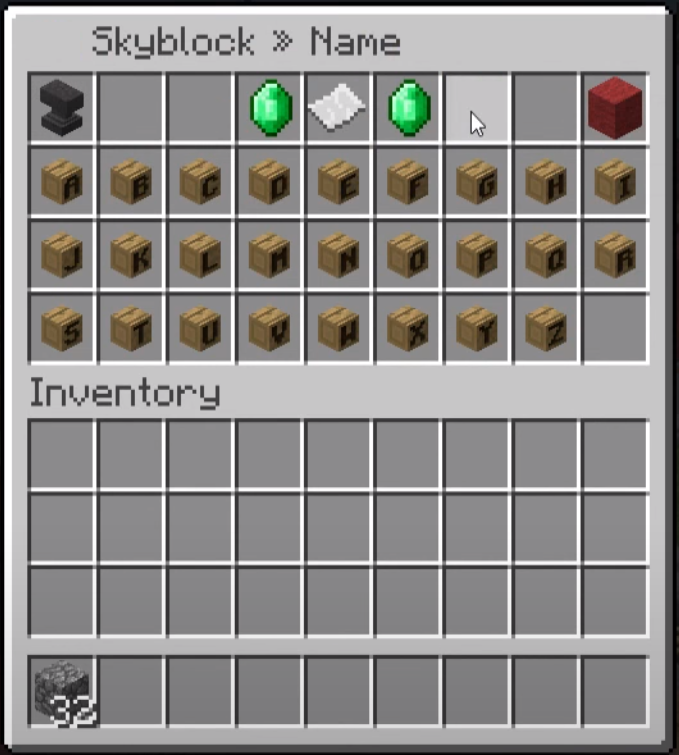 Skyblock » Name
A B C D E F G H I
J K L M N O P Q R
S T U V W X Y Z
Inventory
32